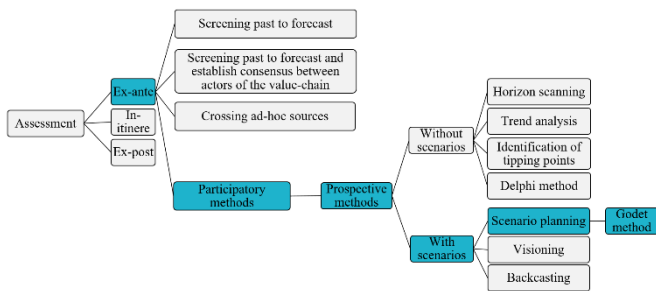 Assessment
Ex-ante
In-
itinere
Ex-post
Screening past to forecast
Screening past to forecast and
establish consensus between
actors of the value-chain
Crossing ad-hoc sources
Participatory
methods
Prospective
methods
Without
scenarios
Horizon scanning
Trend analysis
Identification of
tipping points
Delphi method
With
scenarios
Scenario planning
Visioning
Backcasting
Godet
method